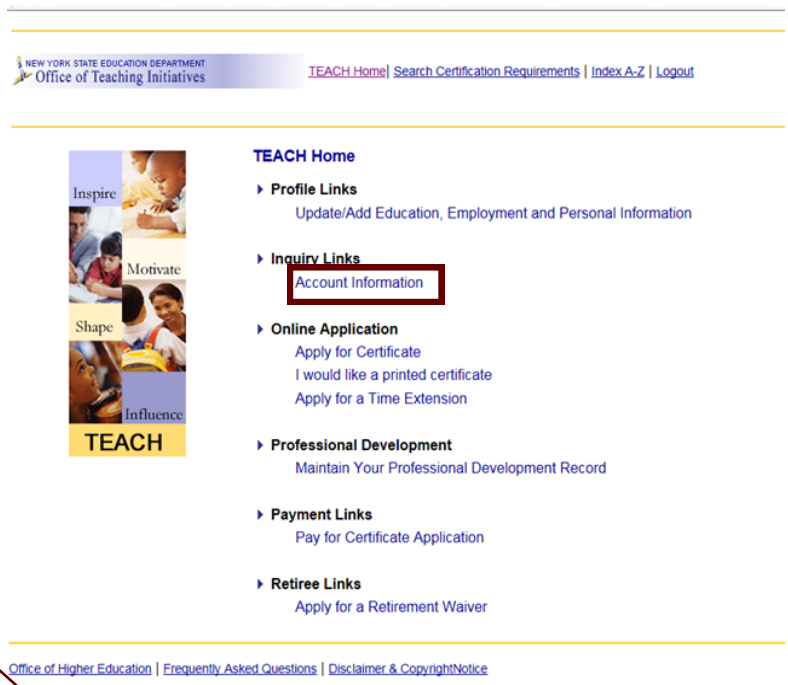 NEW YORK STATE EDUCATION DEPARTMENT
Office of Teaching Initiatives
TEACH Home| Search Certification Requirements | Index A-Z | Logout
Inspire
Motivate
Shape
Influence
TEACH
TEACH Home
Profile Links
Update/Add Education, Employment and Personal Information
Inquiry Links
Account Information
Online Application
Apply for Certificate
I would like a printed certificate
Apply for a Time Extension
Professional Development
Maintain Your Professional Development Record
Payment Links
Pay for Certificate Application
Retiree Links
Apply for a Retirement Waiver
Office of Higher Education | Frequently Asked Questions | Disclaimer & CopyrightNotice